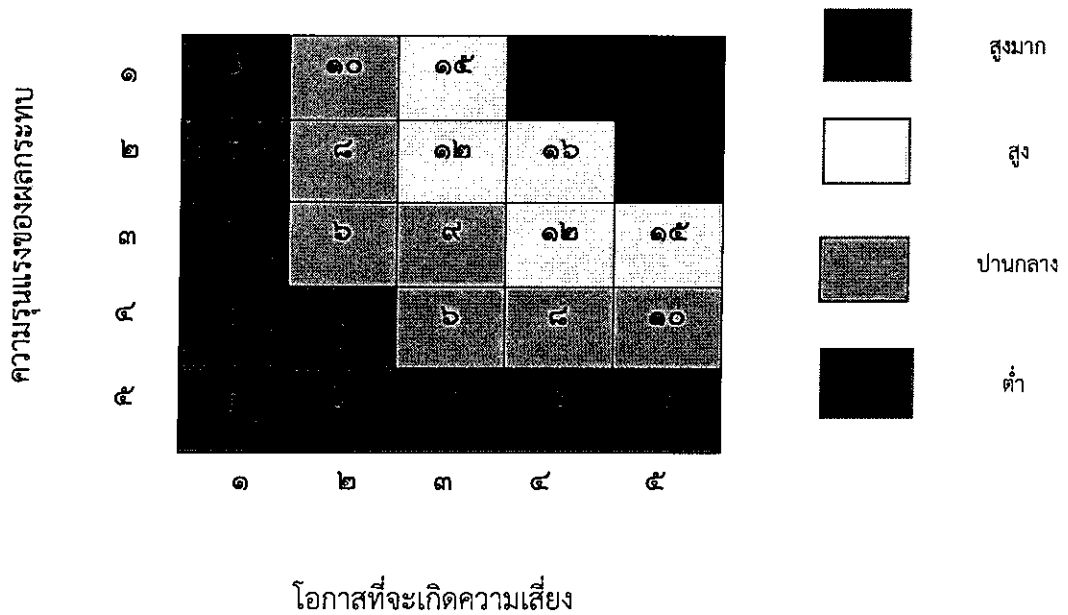 ความรุนแรงของผลกระทบ
๑ ๑๐ ๑๕
๒ ๘ ๑๒ ๑๖
๓ ๖ ๙ ๑๒ ๑๕
๔ ๖ ๘ ๑๐
๕
๑ ๒ ๓ ๔ ๕
โอกาสที่จะเกิดความเสี่ยง
สูงมาก
สูง
ปานกลาง
ต่ำ